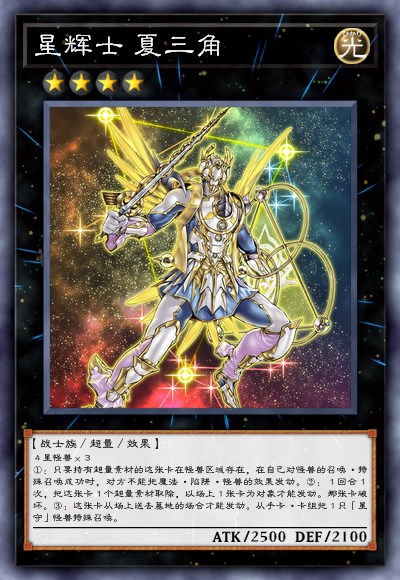 星辉士 夏三角
光
ひかり
【战士族／超量／效果】
4星怪兽×3
①：只要持有超量素材的这张卡在怪兽区域存在，在自己对怪兽的召唤·特
殊召唤成功时，对方不能把魔法·陷阱·怪兽的效果发动。②：1回合1
次，把这张卡1个超量素材取除，以场上1张卡为对象才能发动。那张卡破
坏。③：这张卡从场上送去墓地的场合才能发动。从手卡·卡组把1只「星
守」怪兽特殊召唤。
ATK/2500 DEF/2100